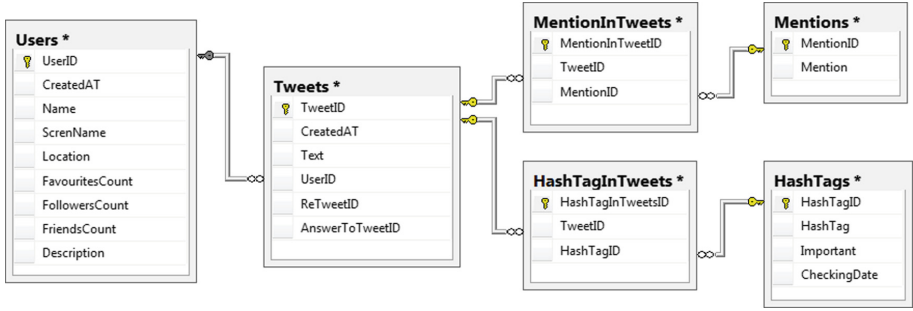 Users *
UserID
CreatedAT
Name
ScrenName
Location
FavouritesCount
FollowersCount
FriendsCount
Description
Tweets *
TweetID
CreatedAT
Text
UserID
ReTweetID
AnswerToTweetID
MentionInTweets *
MentionInTweetID
TweetID
MentionID
Mentions *
MentionID
Mention
HashTagInTweets *
HashTagInTweetsID
TweetID
HashTagID
HashTags *
HashTagID
HashTag
Important
CheckingDate